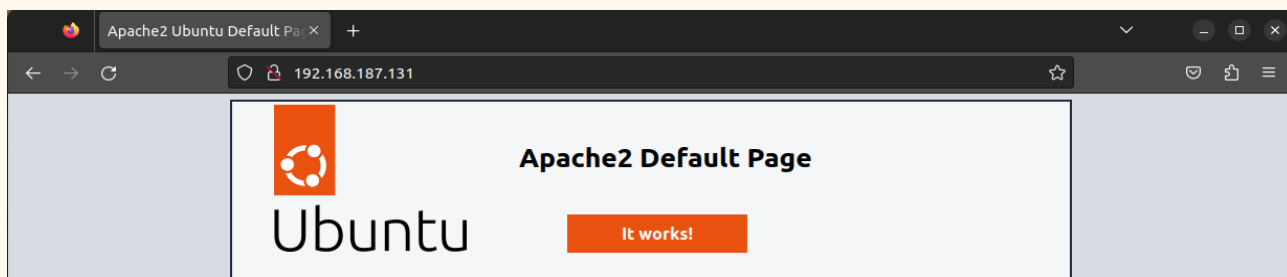 Apache2 Ubuntu Default Pa
192.168.187.131
Apache2 Default Page
Ubuntu
It works!